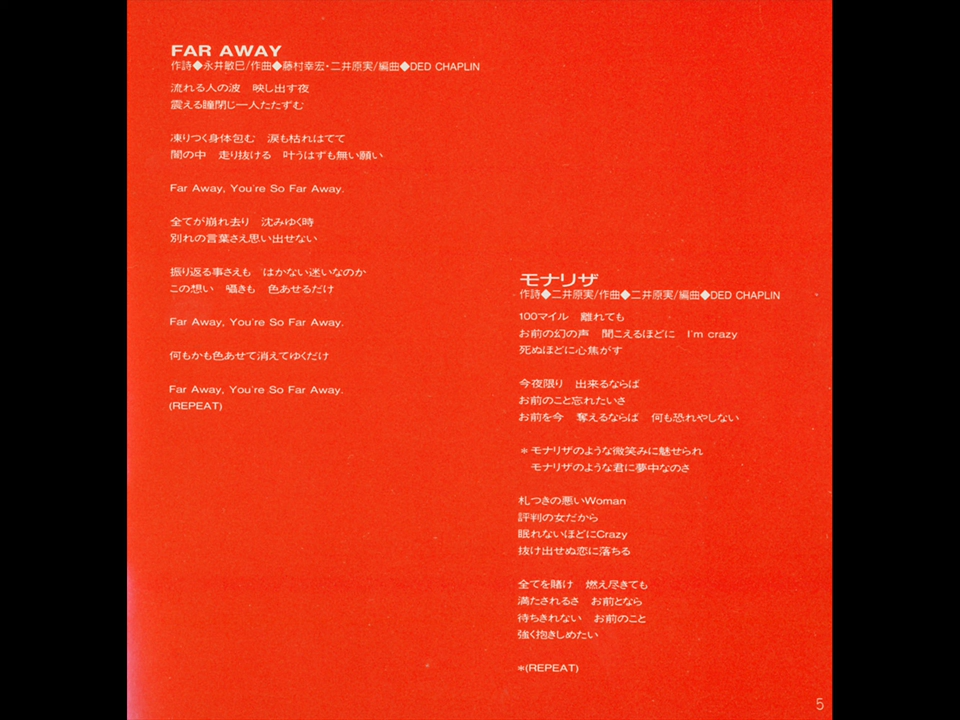 FAR AWAY
作詩◆永井敏巳/作曲◆藤村幸宏・二井原実/編曲◆DED CHAPLIN
流れる人の波　映し出す夜
震える瞳閉じ一人たたずむ
凍りつく身体包む　涙も枯れはてて
闇の中　走り抜ける　叶うはずも無い願い
Far Away, You're So Far Away.
全てが崩れ去り　沈みゆく時
別れの言葉さえ思い出せない
振り返る事さえも　はかない迷いなのか
この想い　囁きも　色あせるだけ
Far Away, You're So Far Away.
何もかも色あせて消えてゆくだけ
Far Away, You're So Far Away.
(REPEAT)
モナリザ
作詩◆二井原実/作曲◆二井原実/編曲◆DED CHAPLIN
100マイル　離れても
お前の幻の声　聞こえるほどに　I'm crazy
死ぬほどに心焦がす
今夜限り　出来るならば
お前のこと忘れたいさ
お前を今　奪えるならば　何も恐れやしない
＊モナリザのような微笑みに魅せられ
モナリザのような君に夢中なのさ
札つきの悪いWoman
評判の女だから
眠れないほどにCrazy
抜け出せぬ恋に落ちる
全てを賭け　燃え尽きても
満たされるさ　お前となら
待ちきれない　お前のこと
強く抱きしめたい
＊(REPEAT)
5